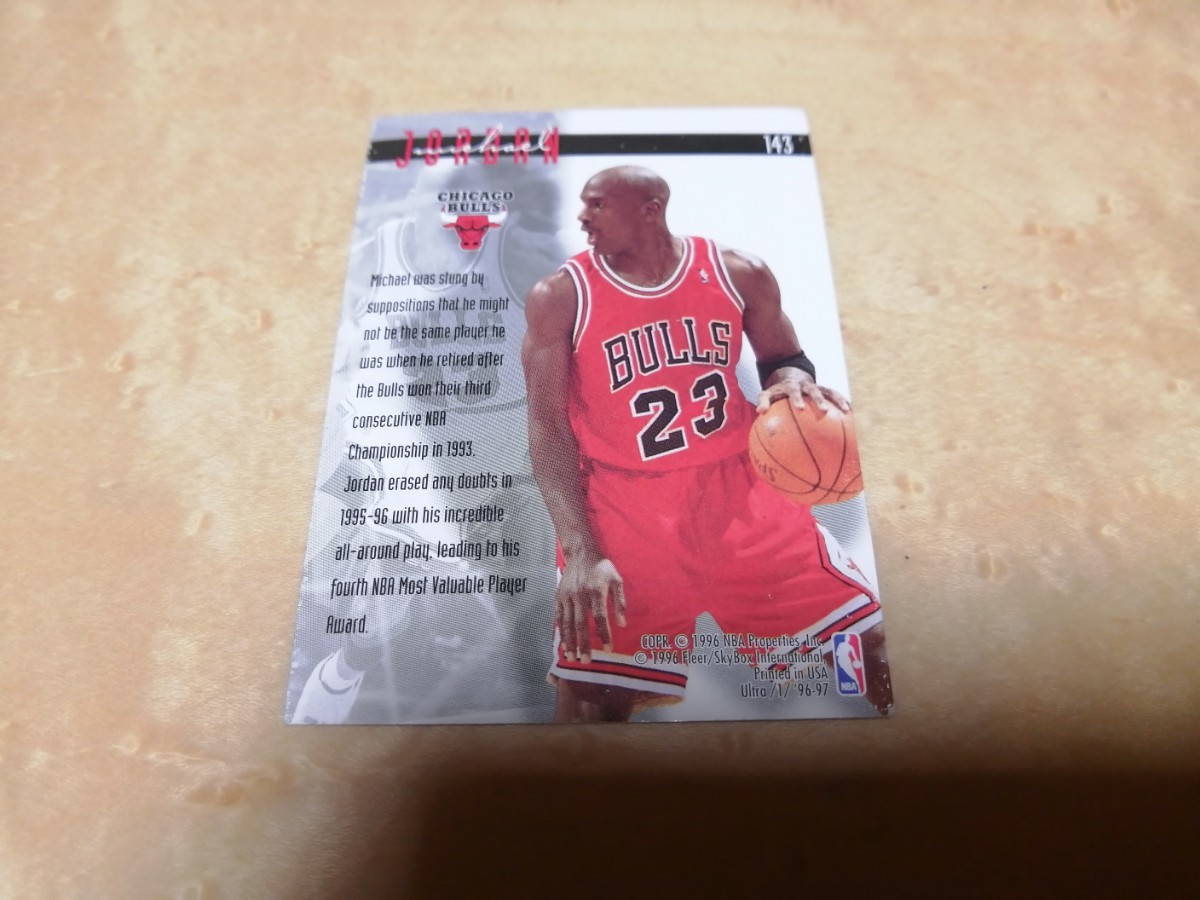 JORDAN
michael
143
CHICAGO
BULLS
Michael was stung by
suppositions that he might
not be the same player he
was when he retired after
the Bulls won their third
consecutive NBA
Championship in 1993.
Jordan erased any doubts in
1995-96 with his incredible
all-around play, leading to his
fourth NBA Most Valuable Player
Award.
BULLS
23
COPR. © 1996 NBA Properties, Inc.
© 1996 Fleer/SkyBox International,
Printed in USA
Ultra /1/ '96-97
NBA